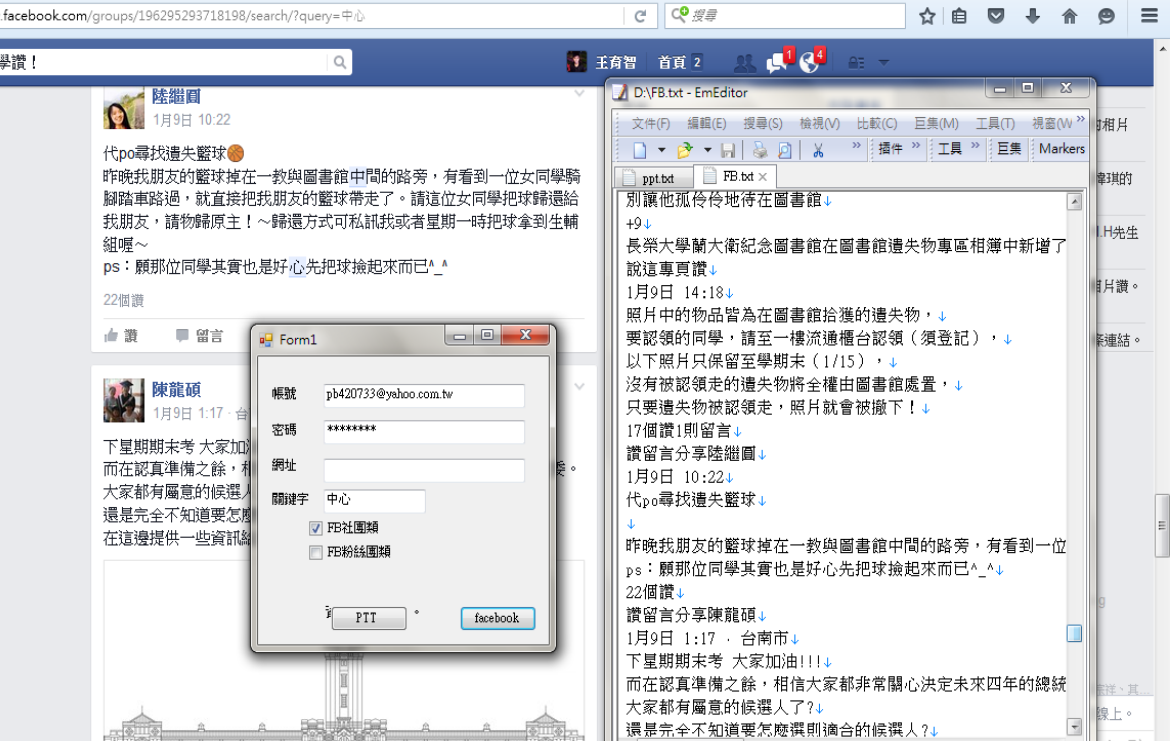 .facebook.com/groups/196295293718198/search/?query=中心
搜尋
學讚！
王育智 首頁 2
1
4
陸繼圓
1月9日 10:22
代po尋找遺失籃球
昨晚我朋友的籃球掉在一教與圖書館中間的路旁，有看到一位女同學騎
腳踏車路過，就直接把我朋友的籃球帶走了。請這位女同學把球歸還給
我朋友，請物歸原主！～歸還方式可私訊我或者星期一時把球拿到生輔
組喔～
ps：願那位同學其實也是好心先把球撿起來而已^_^
22個讚
讚 留言
陳龍碩
1月9日 1:17 · 台
下星期期末考 大家加油
而在認真準備之餘，相
大家都有屬意的候選人
還是完全不知道要怎麼
在這邊提供一些資訊給
Form1
帳號 pb420733@yahoo.com.tw
密碼 ********
網址
關鍵字 中心
FB社團類
FB粉絲團類
PTT
facebook
D:\FB.txt - EmEditor
文件(F) 編輯(E) 搜尋(S) 檢視(V) 比較(C) 巨集(M) 工具(T) 視窗(W »
插件 » 工具 » 巨集 Markers
ppt.txt FB.txt
別讓他孤伶伶地待在圖書館↓
+9↓
長榮大學蘭大衛紀念圖書館在圖書館遺失物專區相簿中新增了
說這專頁讚↓
1月9日 14:18↓
照片中的物品皆為在圖書館拾獲的遺失物，↓
要認領的同學，請至一樓流通櫃台認領（須登記），↓
以下照片只保留至學期末（1/15），↓
沒有被認領走的遺失物將全權由圖書館處置，↓
只要遺失物被認領走，照片就會被撤下！↓
17個讚1則留言↓
讚留言分享陸繼圓↓
1月9日 10:22↓
代po尋找遺失籃球↓
↓
昨晚我朋友的籃球掉在一教與圖書館中間的路旁，有看到一位
ps：願那位同學其實也是好心先把球撿起來而已^_^↓
22個讚↓
讚留言分享陳龍碩↓
1月9日 1:17 · 台南市↓
下星期期末考 大家加油!!!↓
而在認真準備之餘，相信大家都非常關心決定未來四年的總統
大家都有屬意的候選人了?↓
還是完全不知道要怎麼選則適合的候選人?↓
相片
琪的
.H先生
片讚。
連結。
線上。